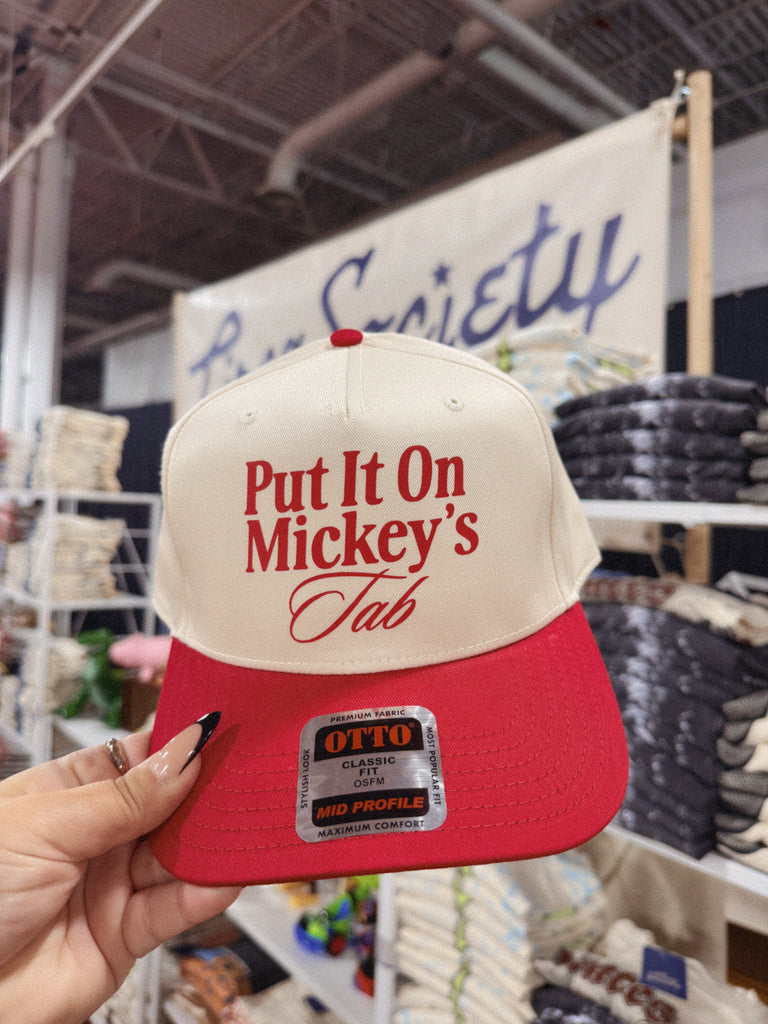 Society
Put It On
Mickey's
Tab
PREMIUM FABRIC
STYLISH LOOK
OTTO
CLASSIC
FIT
OSFM
MID PROFILE
MOST POPULAR FIT
MAXIMUM COMFORT